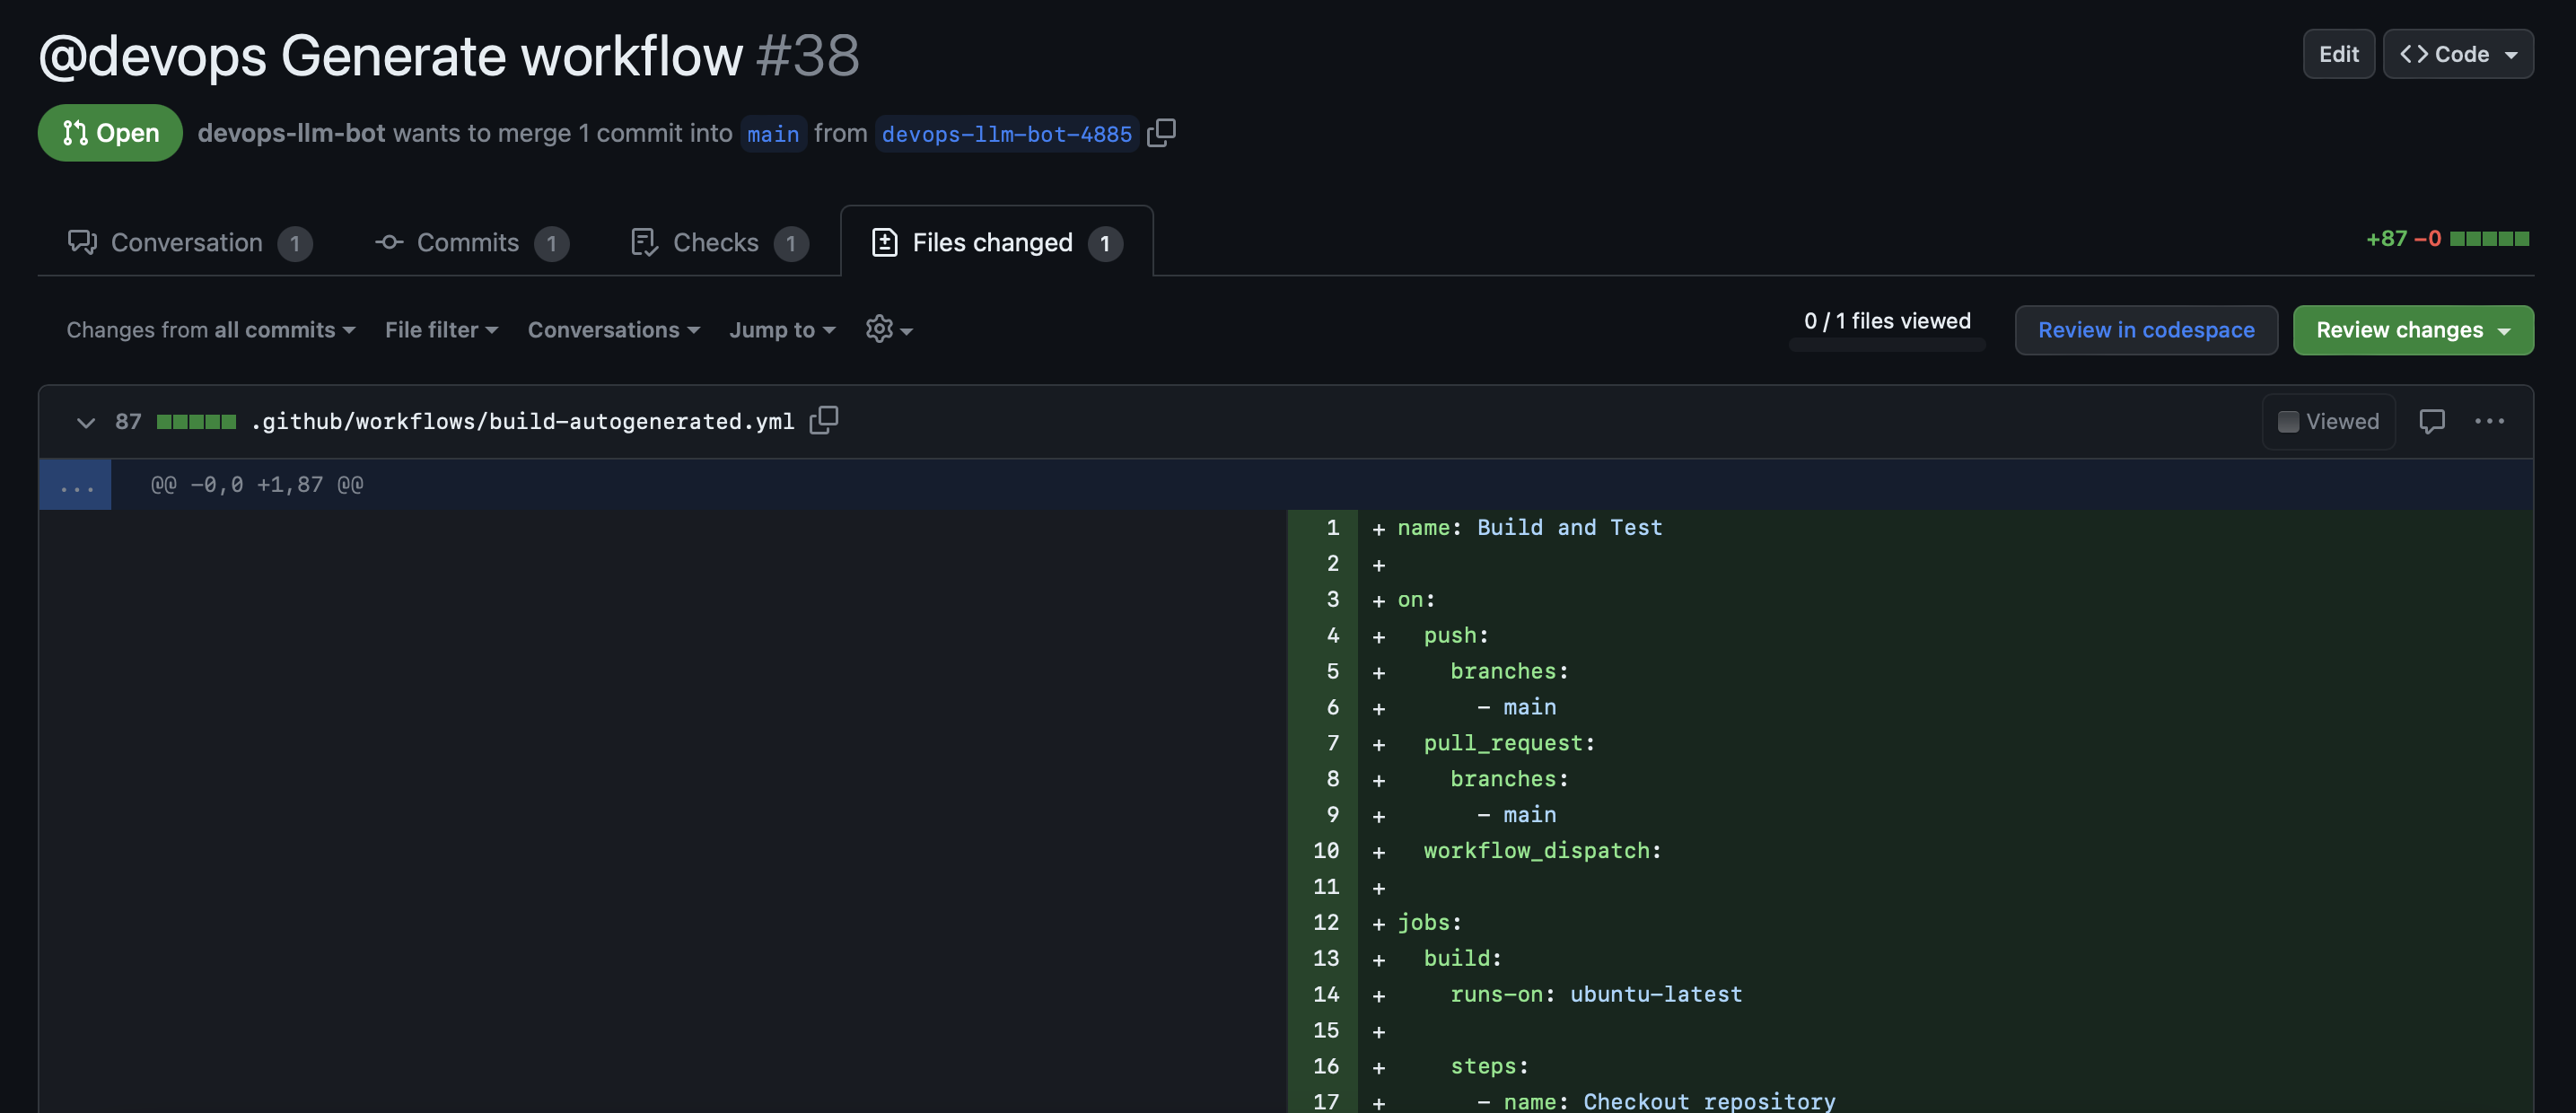 @devops Generate workflow #38
Edit
<> Code
Open
devops-llm-bot wants to merge 1 commit into main from devops-llm-bot-4885
Conversation 1
Commits 1
Checks 1
Files changed 1
+87 −0
Changes from all commits
File filter
Conversations
Jump to
0 / 1 files viewed
Review in codespace
Review changes
87 .github/workflows/build-autogenerated.yml
Viewed
...
... @@ -0,0 +1,87 @@
1 + name: Build and Test
2 +
3 + on:
4 +   push:
5 +     branches:
6 +       - main
7 +   pull_request:
8 +     branches:
9 +       - main
10 +   workflow_dispatch:
11 +
12 + jobs:
13 +   build:
14 +     runs-on: ubuntu-latest
15 +
16 +     steps:
17 +       - name: Checkout repository